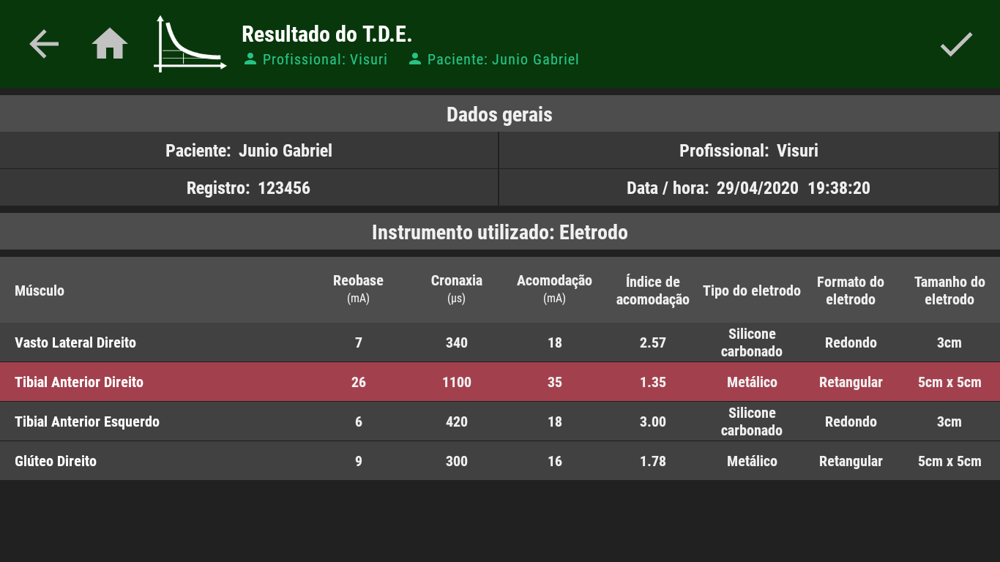 Resultado do T.D.E.
Profissional: Visuri Paciente: Junio Gabriel
Dados gerais
Paciente: Junio Gabriel Profissional: Visuri
Registro: 123456 Data / hora: 29/04/2020 19:38:20
Instrumento utilizado: Eletrodo
Músculo Reobase (mA) Cronaxia (µs) Acomodação (mA) Índice de acomodação Tipo do eletrodo Formato do eletrodo Tamanho do eletrodo
Vasto Lateral Direito 7 340 18 2.57 Silicone carbonado Redondo 3cm
Tibial Anterior Direito 26 1100 35 1.35 Metálico Retangular 5cm x 5cm
Tibial Anterior Esquerdo 6 420 18 3.00 Silicone carbonado Redondo 3cm
Glúteo Direito 9 300 16 1.78 Metálico Retangular 5cm x 5cm